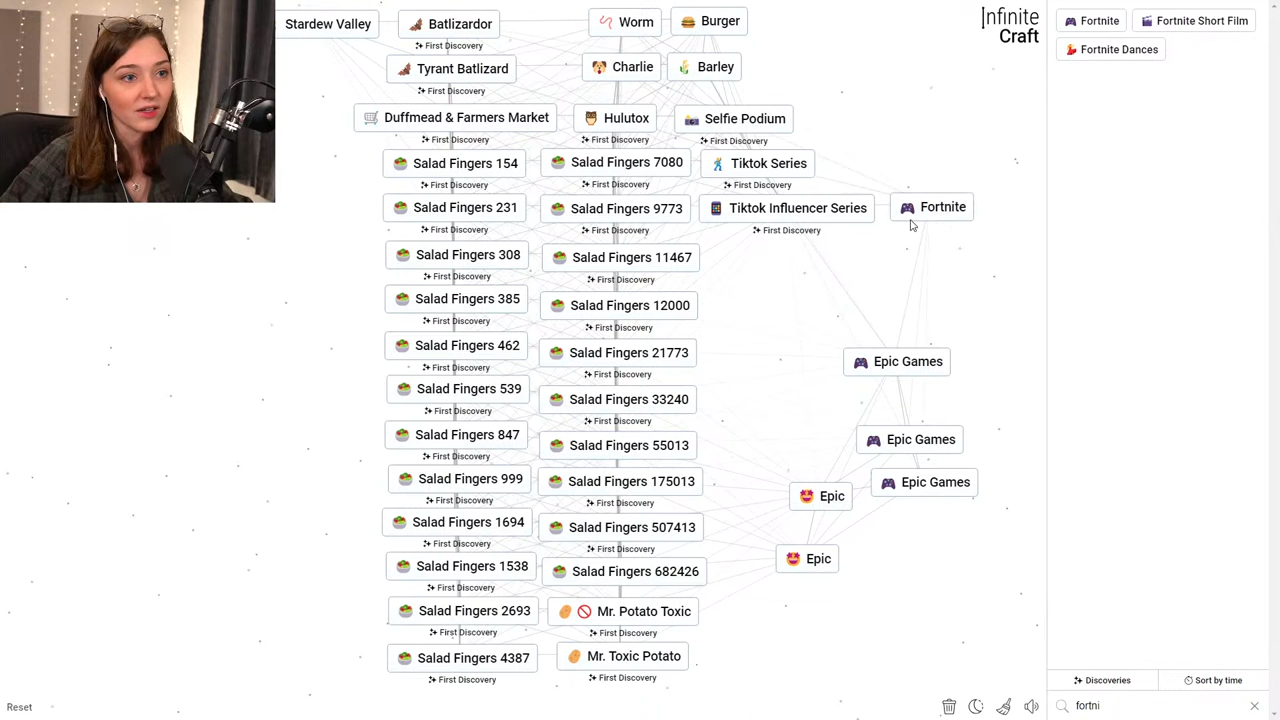 Stardew Valley
Batlizardor
First Discovery
Tyrant Batlizard
First Discovery
Duffmead & Farmers Market
First Discovery
Salad Fingers 154
First Discovery
Salad Fingers 231
First Discovery
Salad Fingers 308
First Discovery
Salad Fingers 385
First Discovery
Salad Fingers 462
First Discovery
Salad Fingers 539
First Discovery
Salad Fingers 847
First Discovery
Salad Fingers 999
First Discovery
Salad Fingers 1694
First Discovery
Salad Fingers 1538
First Discovery
Salad Fingers 2693
First Discovery
Salad Fingers 4387
First Discovery
Worm
Charlie
Hulutox
First Discovery
Salad Fingers 7080
First Discovery
Salad Fingers 9773
First Discovery
Salad Fingers 11467
First Discovery
Salad Fingers 12000
First Discovery
Salad Fingers 21773
First Discovery
Salad Fingers 33240
First Discovery
Salad Fingers 55013
First Discovery
Salad Fingers 175013
First Discovery
Salad Fingers 507413
First Discovery
Salad Fingers 682426
First Discovery
Mr. Potato Toxic
First Discovery
Mr. Toxic Potato
First Discovery
Burger
Barley
Selfie Podium
First Discovery
Tiktok Series
First Discovery
Tiktok Influencer Series
First Discovery
Fortnite
Epic Games
Epic Games
Epic Games
Epic
Epic
Infinite
Craft
Fortnite
Fortnite Short Film
Fortnite Dances
Discoveries
Sort by time
fortni
Reset